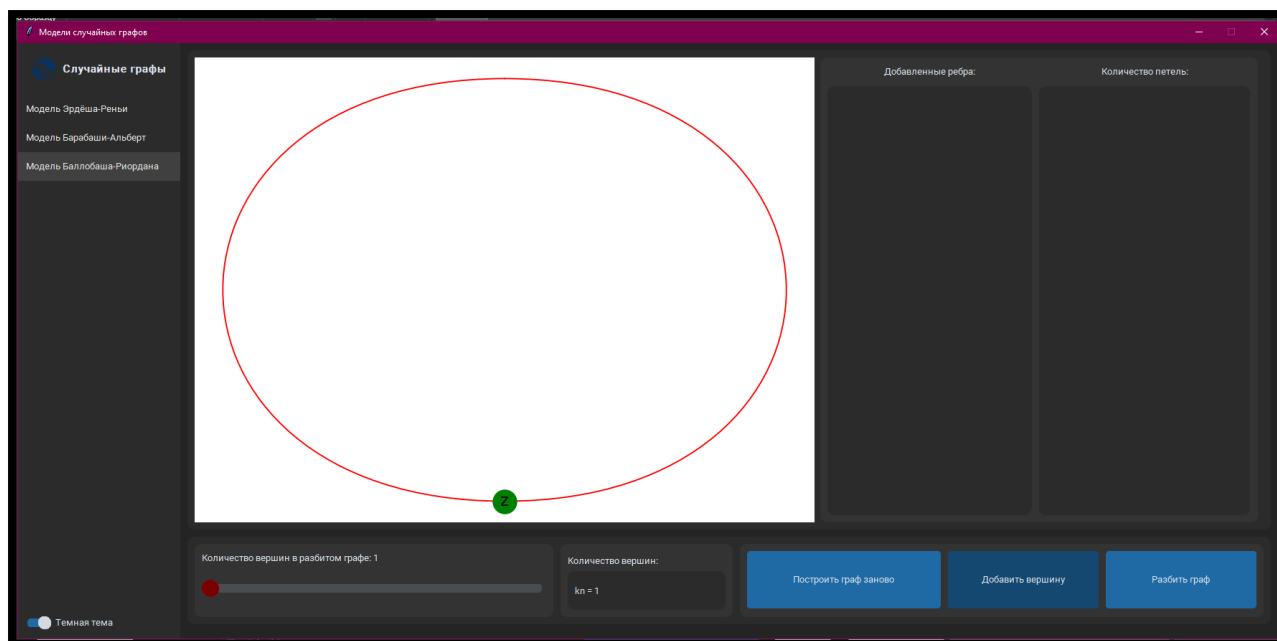 Модели случайных графов
Случайные графы
Модель Эрдёша-Реньи
Модель Барабаши-Альберт
Модель Баллобаша-Риордана
Добавленные ребра:
Количество петель:
Z
Количество вершин в разбитом графе: 1
Количество вершин:
kn = 1
Построить граф заново
Добавить вершину
Разбить граф
Темная тема